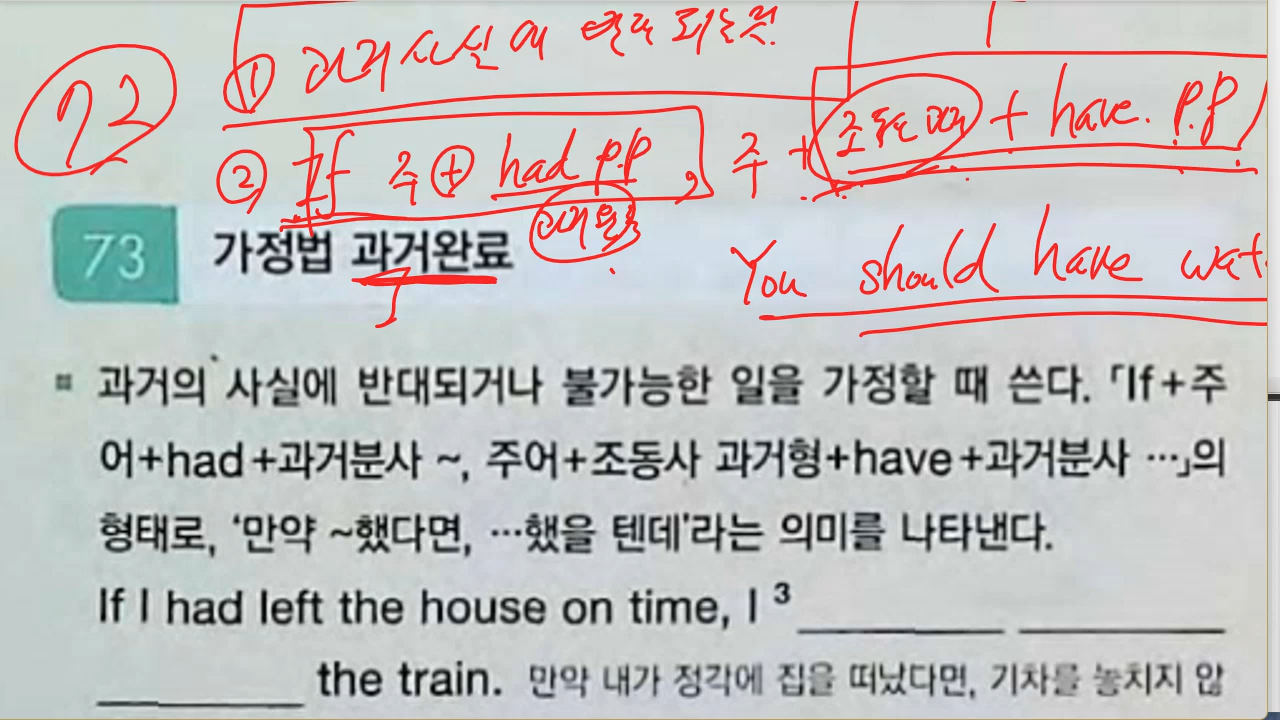 ① 과거사실에 반대되는것
72
② If 주+had p.p, 주+조동사과거+have. p.p
과거완료
73 가정법 과거완료
You should have wat
과거의 사실에 반대되거나 불가능한 일을 가정할 때 쓴다. 「If+주
어+had+과거분사 ~, 주어+조동사 과거형+have+과거분사 …」의
형태로, ‘만약 ~했다면, …했을 텐데’라는 의미를 나타낸다.
If I had left the house on time, I ³ ________ ________
________ the train. 만약 내가 정각에 집을 떠났다면, 기차를 놓치지 않